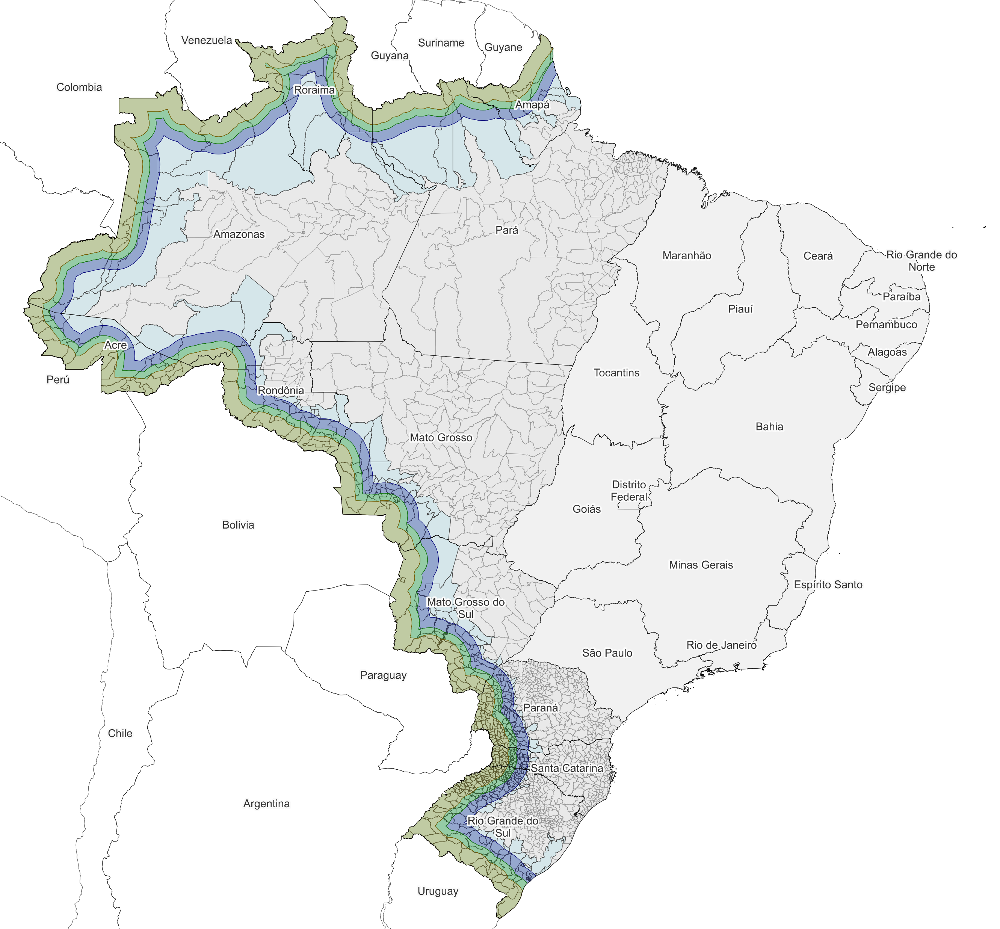 Venezuela
Suriname
Guyane
Guyana
Colombia
Roraima
Amapá
Amazonas
Pará
Maranhão
Ceará
Rio Grande do
Norte
Paraíba
Piauí
Pernambuco
Acre
Alagoas
Perú
Tocantins
Rondônia
Sergipe
Bahia
Mato Grosso
Distrito
Federal
Goiás
Bolivia
Minas Gerais
Espírito Santo
Mato Grosso do
Sul
Rio de Janeiro
São Paulo
Paraguay
Paraná
Chile
Santa Catarina
Argentina
Rio Grande do
Sul
Uruguay